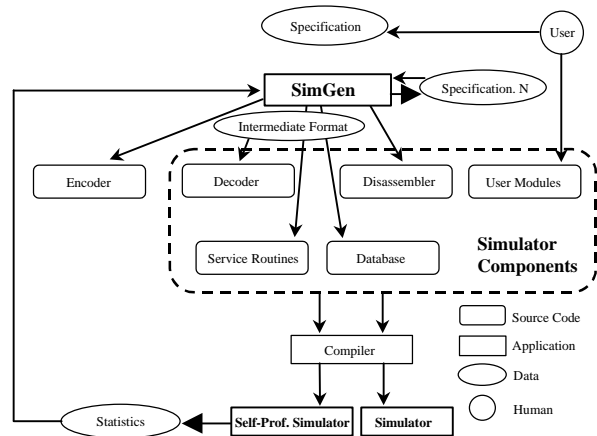 Specification
User
SimGen
Specification. N
Intermediate Format
Encoder
Decoder
Disassembler
User Modules
Service Routines
Database
Simulator
Components
Source Code
Compiler
Application
Data
Statistics
Self-Prof. Simulator
Simulator
Human